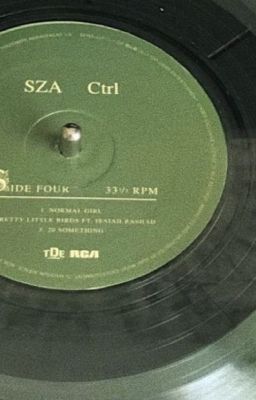 SZA Ctrl
SIDE FOUR 33⅓ RPM
1. NORMAL GIRL
PRETTY LITTLE BIRDS FT. ISAIAH RASHAD
3. 20 SOMETHING
TDE RCA